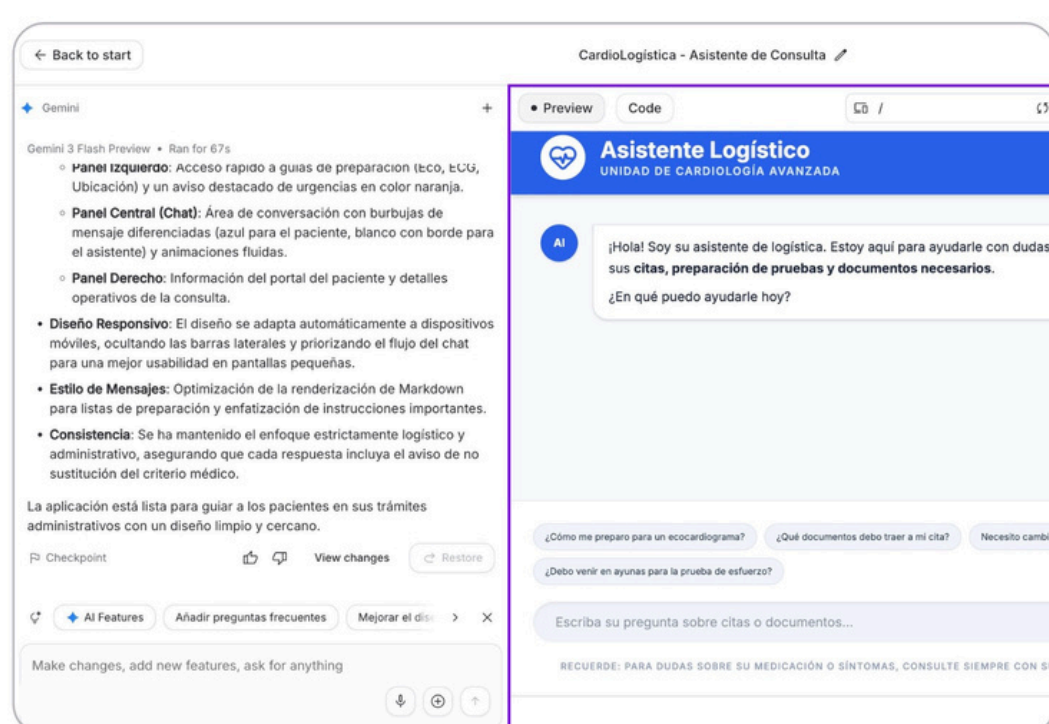 ← Back to start
CardioLogística - Asistente de Consulta
Gemini
+
Gemini 3 Flash Preview • Ran for 67s
◦ Panel Izquierdo: Acceso rápido a guías de preparación (Eco, ECG,
Ubicación) y un aviso destacado de urgencias en color naranja.
◦ Panel Central (Chat): Área de conversación con burbujas de
mensaje diferenciadas (azul para el paciente, blanco con borde para
el asistente) y animaciones fluidas.
◦ Panel Derecho: Información del portal del paciente y detalles
operativos de la consulta.
• Diseño Responsivo: El diseño se adapta automáticamente a dispositivos
móviles, ocultando las barras laterales y priorizando el flujo del chat
para una mejor usabilidad en pantallas pequeñas.
• Estilo de Mensajes: Optimización de la renderización de Markdown
para listas de preparación y enfatización de instrucciones importantes.
• Consistencia: Se ha mantenido el enfoque estrictamente logístico y
administrativo, asegurando que cada respuesta incluya el aviso de no
sustitución del criterio médico.
La aplicación está lista para guiar a los pacientes en sus trámites
administrativos con un diseño limpio y cercano.
Checkpoint
View changes
Restore
AI Features
Añadir preguntas frecuentes
Mejorar el dise
Make changes, add new features, ask for anything
• Preview
Code
/
Asistente Logístico
UNIDAD DE CARDIOLOGÍA AVANZADA
AI
¡Hola! Soy su asistente de logística. Estoy aquí para ayudarle con dudas
sus citas, preparación de pruebas y documentos necesarios.
¿En qué puedo ayudarle hoy?
¿Cómo me preparo para un ecocardiograma?
¿Qué documentos debo traer a mi cita?
Necesito cambi
¿Debo venir en ayunas para la prueba de esfuerzo?
Escriba su pregunta sobre citas o documentos...
RECUERDE: PARA DUDAS SOBRE SU MEDICACIÓN O SÍNTOMAS, CONSULTE SIEMPRE CON